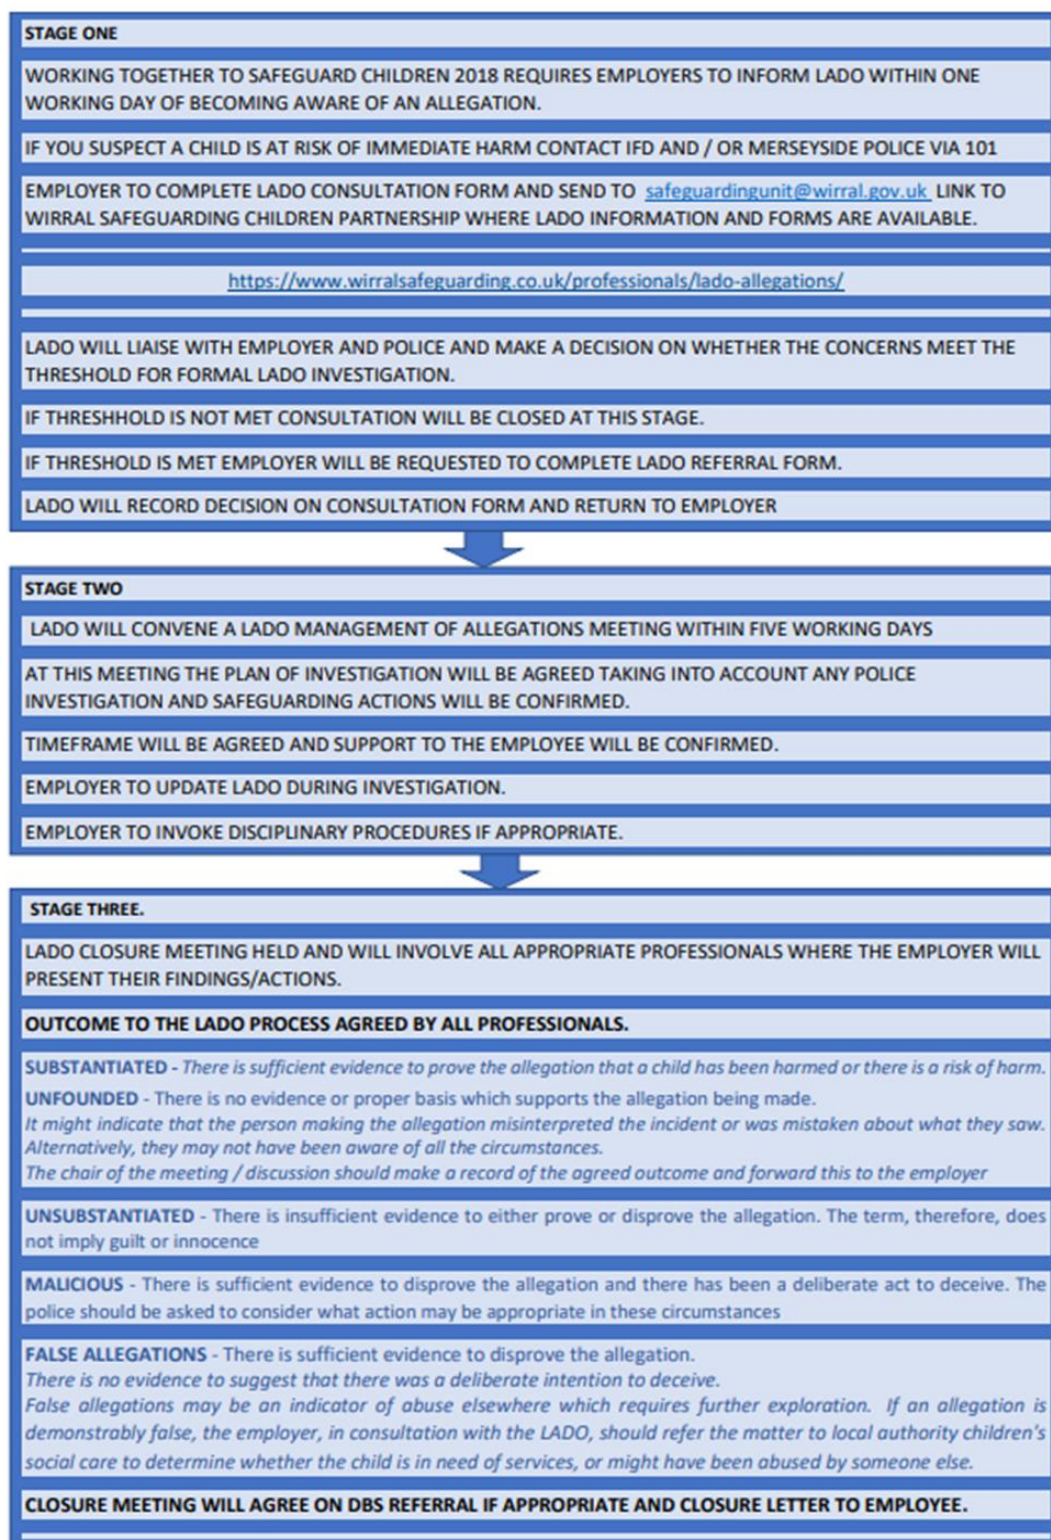 STAGE ONE
WORKING TOGETHER TO SAFEGUARD CHILDREN 2018 REQUIRES EMPLOYERS TO INFORM LADO WITHIN ONE
WORKING DAY OF BECOMING AWARE OF AN ALLEGATION.
IF YOU SUSPECT A CHILD IS AT RISK OF IMMEDIATE HARM CONTACT IFD AND / OR MERSEYSIDE POLICE VIA 101
EMPLOYER TO COMPLETE LADO CONSULTATION FORM AND SEND TO safeguardingunit@wirral.gov.uk LINK TO
WIRRAL SAFEGUARDING CHILDREN PARTNERSHIP WHERE LADO INFORMATION AND FORMS ARE AVAILABLE.
https://www.wirralsafeguarding.co.uk/professionals/lado-allegations/
LADO WILL LIAISE WITH EMPLOYER AND POLICE AND MAKE A DECISION ON WHETHER THE CONCERNS MEET THE
THRESHOLD FOR FORMAL LADO INVESTIGATION.
IF THRESHHOLD IS NOT MET CONSULTATION WILL BE CLOSED AT THIS STAGE.
IF THRESHOLD IS MET EMPLOYER WILL BE REQUESTED TO COMPLETE LADO REFERRAL FORM.
LADO WILL RECORD DECISION ON CONSULTATION FORM AND RETURN TO EMPLOYER
STAGE TWO
LADO WILL CONVENE A LADO MANAGEMENT OF ALLEGATIONS MEETING WITHIN FIVE WORKING DAYS
AT THIS MEETING THE PLAN OF INVESTIGATION WILL BE AGREED TAKING INTO ACCOUNT ANY POLICE
INVESTIGATION AND SAFEGUARDING ACTIONS WILL BE CONFIRMED.
TIMEFRAME WILL BE AGREED AND SUPPORT TO THE EMPLOYEE WILL BE CONFIRMED.
EMPLOYER TO UPDATE LADO DURING INVESTIGATION.
EMPLOYER TO INVOKE DISCIPLINARY PROCEDURES IF APPROPRIATE.
STAGE THREE.
LADO CLOSURE MEETING HELD AND WILL INVOLVE ALL APPROPRIATE PROFESSIONALS WHERE THE EMPLOYER WILL
PRESENT THEIR FINDINGS/ACTIONS.
OUTCOME TO THE LADO PROCESS AGREED BY ALL PROFESSIONALS.
SUBSTANTIATED - There is sufficient evidence to prove the allegation that a child has been harmed or there is a risk of harm.
UNFOUNDED - There is no evidence or proper basis which supports the allegation being made.
It might indicate that the person making the allegation misinterpreted the incident or was mistaken about what they saw.
Alternatively, they may not have been aware of all the circumstances.
The chair of the meeting / discussion should make a record of the agreed outcome and forward this to the employer
UNSUBSTANTIATED - There is insufficient evidence to either prove or disprove the allegation. The term, therefore, does
not imply guilt or innocence
MALICIOUS - There is sufficient evidence to disprove the allegation and there has been a deliberate act to deceive. The
police should be asked to consider what action may be appropriate in these circumstances
FALSE ALLEGATIONS - There is sufficient evidence to disprove the allegation.
There is no evidence to suggest that there was a deliberate intention to deceive.
False allegations may be an indicator of abuse elsewhere which requires further exploration. If an allegation is
demonstrably false, the employer, in consultation with the LADO, should refer the matter to local authority children's
social care to determine whether the child is in need of services, or might have been abused by someone else.
CLOSURE MEETING WILL AGREE ON DBS REFERRAL IF APPROPRIATE AND CLOSURE LETTER TO EMPLOYEE.